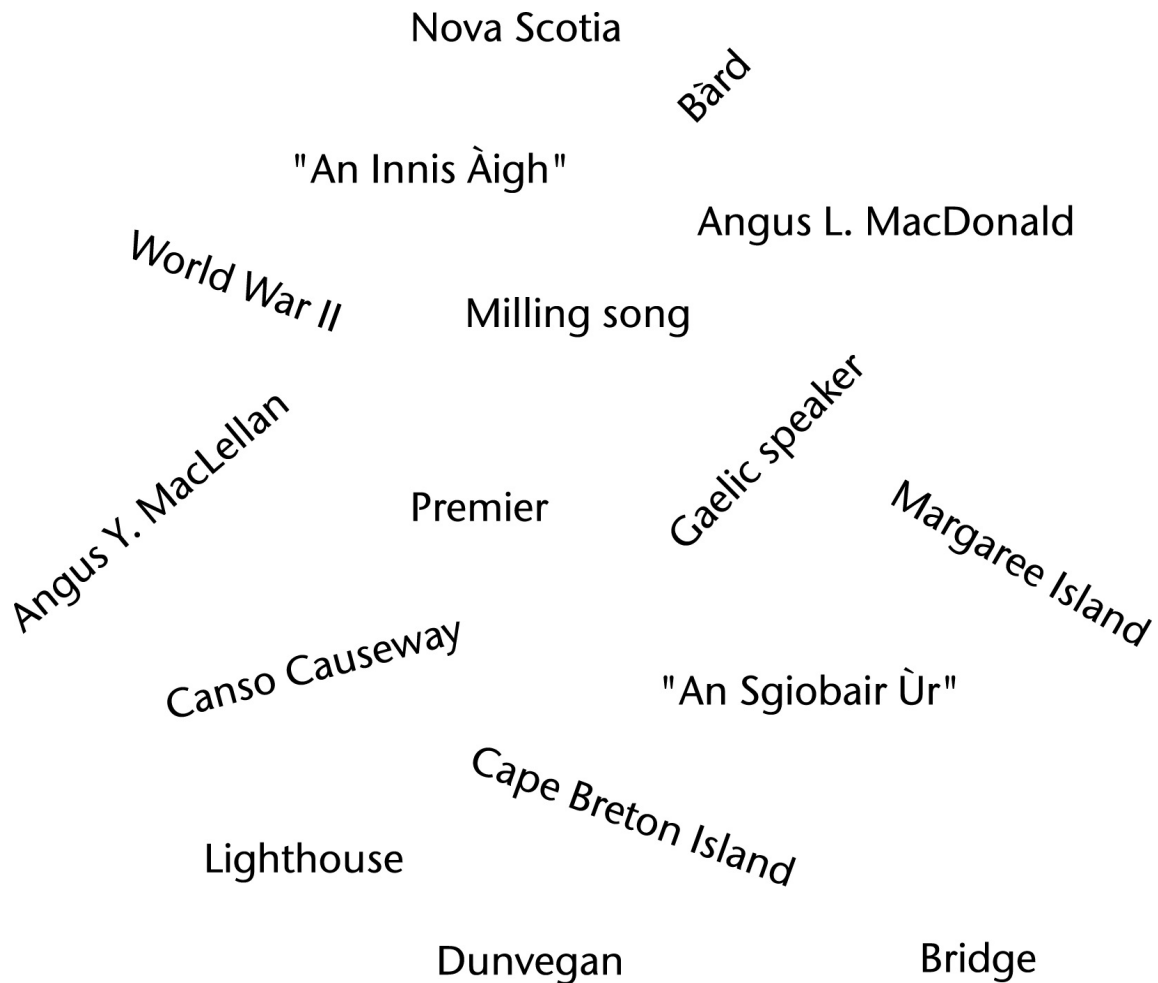 Nova Scotia
Bàrd
"An Innis Àigh"
Angus L. MacDonald
World War II
Milling song
Angus Y. MacLellan
Premier
Gaelic speaker
Margaree Island
Canso Causeway
"An Sgiobair Ùr"
Cape Breton Island
Lighthouse
Dunvegan
Bridge